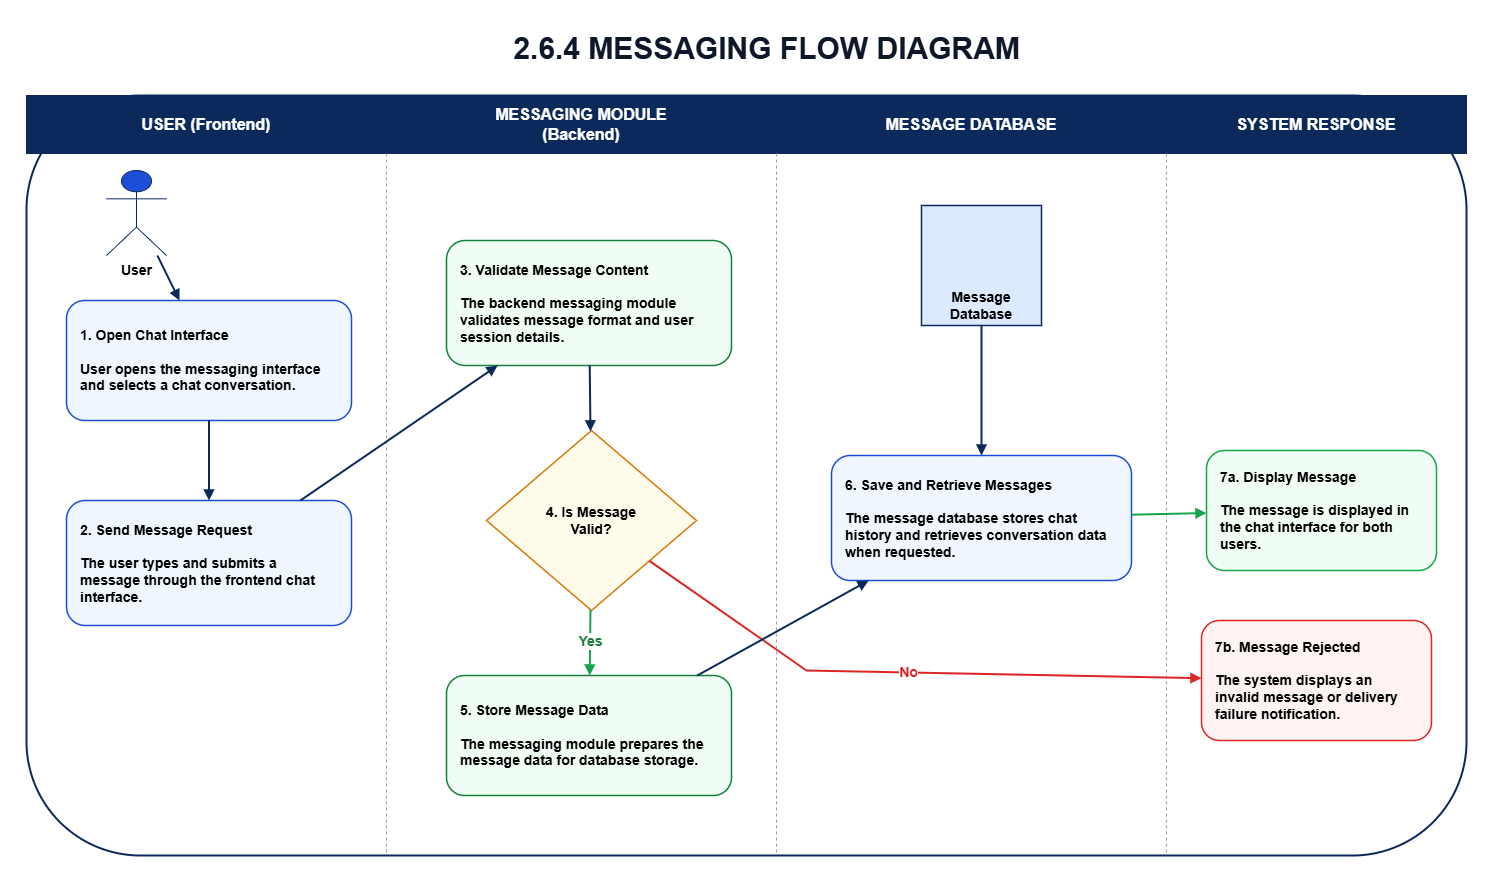 2.6.4 MESSAGING FLOW DIAGRAM
USER (Frontend)
MESSAGING MODULE
(Backend)
MESSAGE DATABASE
SYSTEM RESPONSE
User
1. Open Chat Interface
User opens the messaging interface
and selects a chat conversation.
2. Send Message Request
The user types and submits a
message through the frontend chat
interface.
3. Validate Message Content
The backend messaging module
validates message format and user
session details.
4. Is Message
Valid?
Yes
No
5. Store Message Data
The messaging module prepares the
message data for database storage.
Message
Database
6. Save and Retrieve Messages
The message database stores chat
history and retrieves conversation data
when requested.
7a. Display Message
The message is displayed in
the chat interface for both
users.
7b. Message Rejected
The system displays an
invalid message or delivery
failure notification.